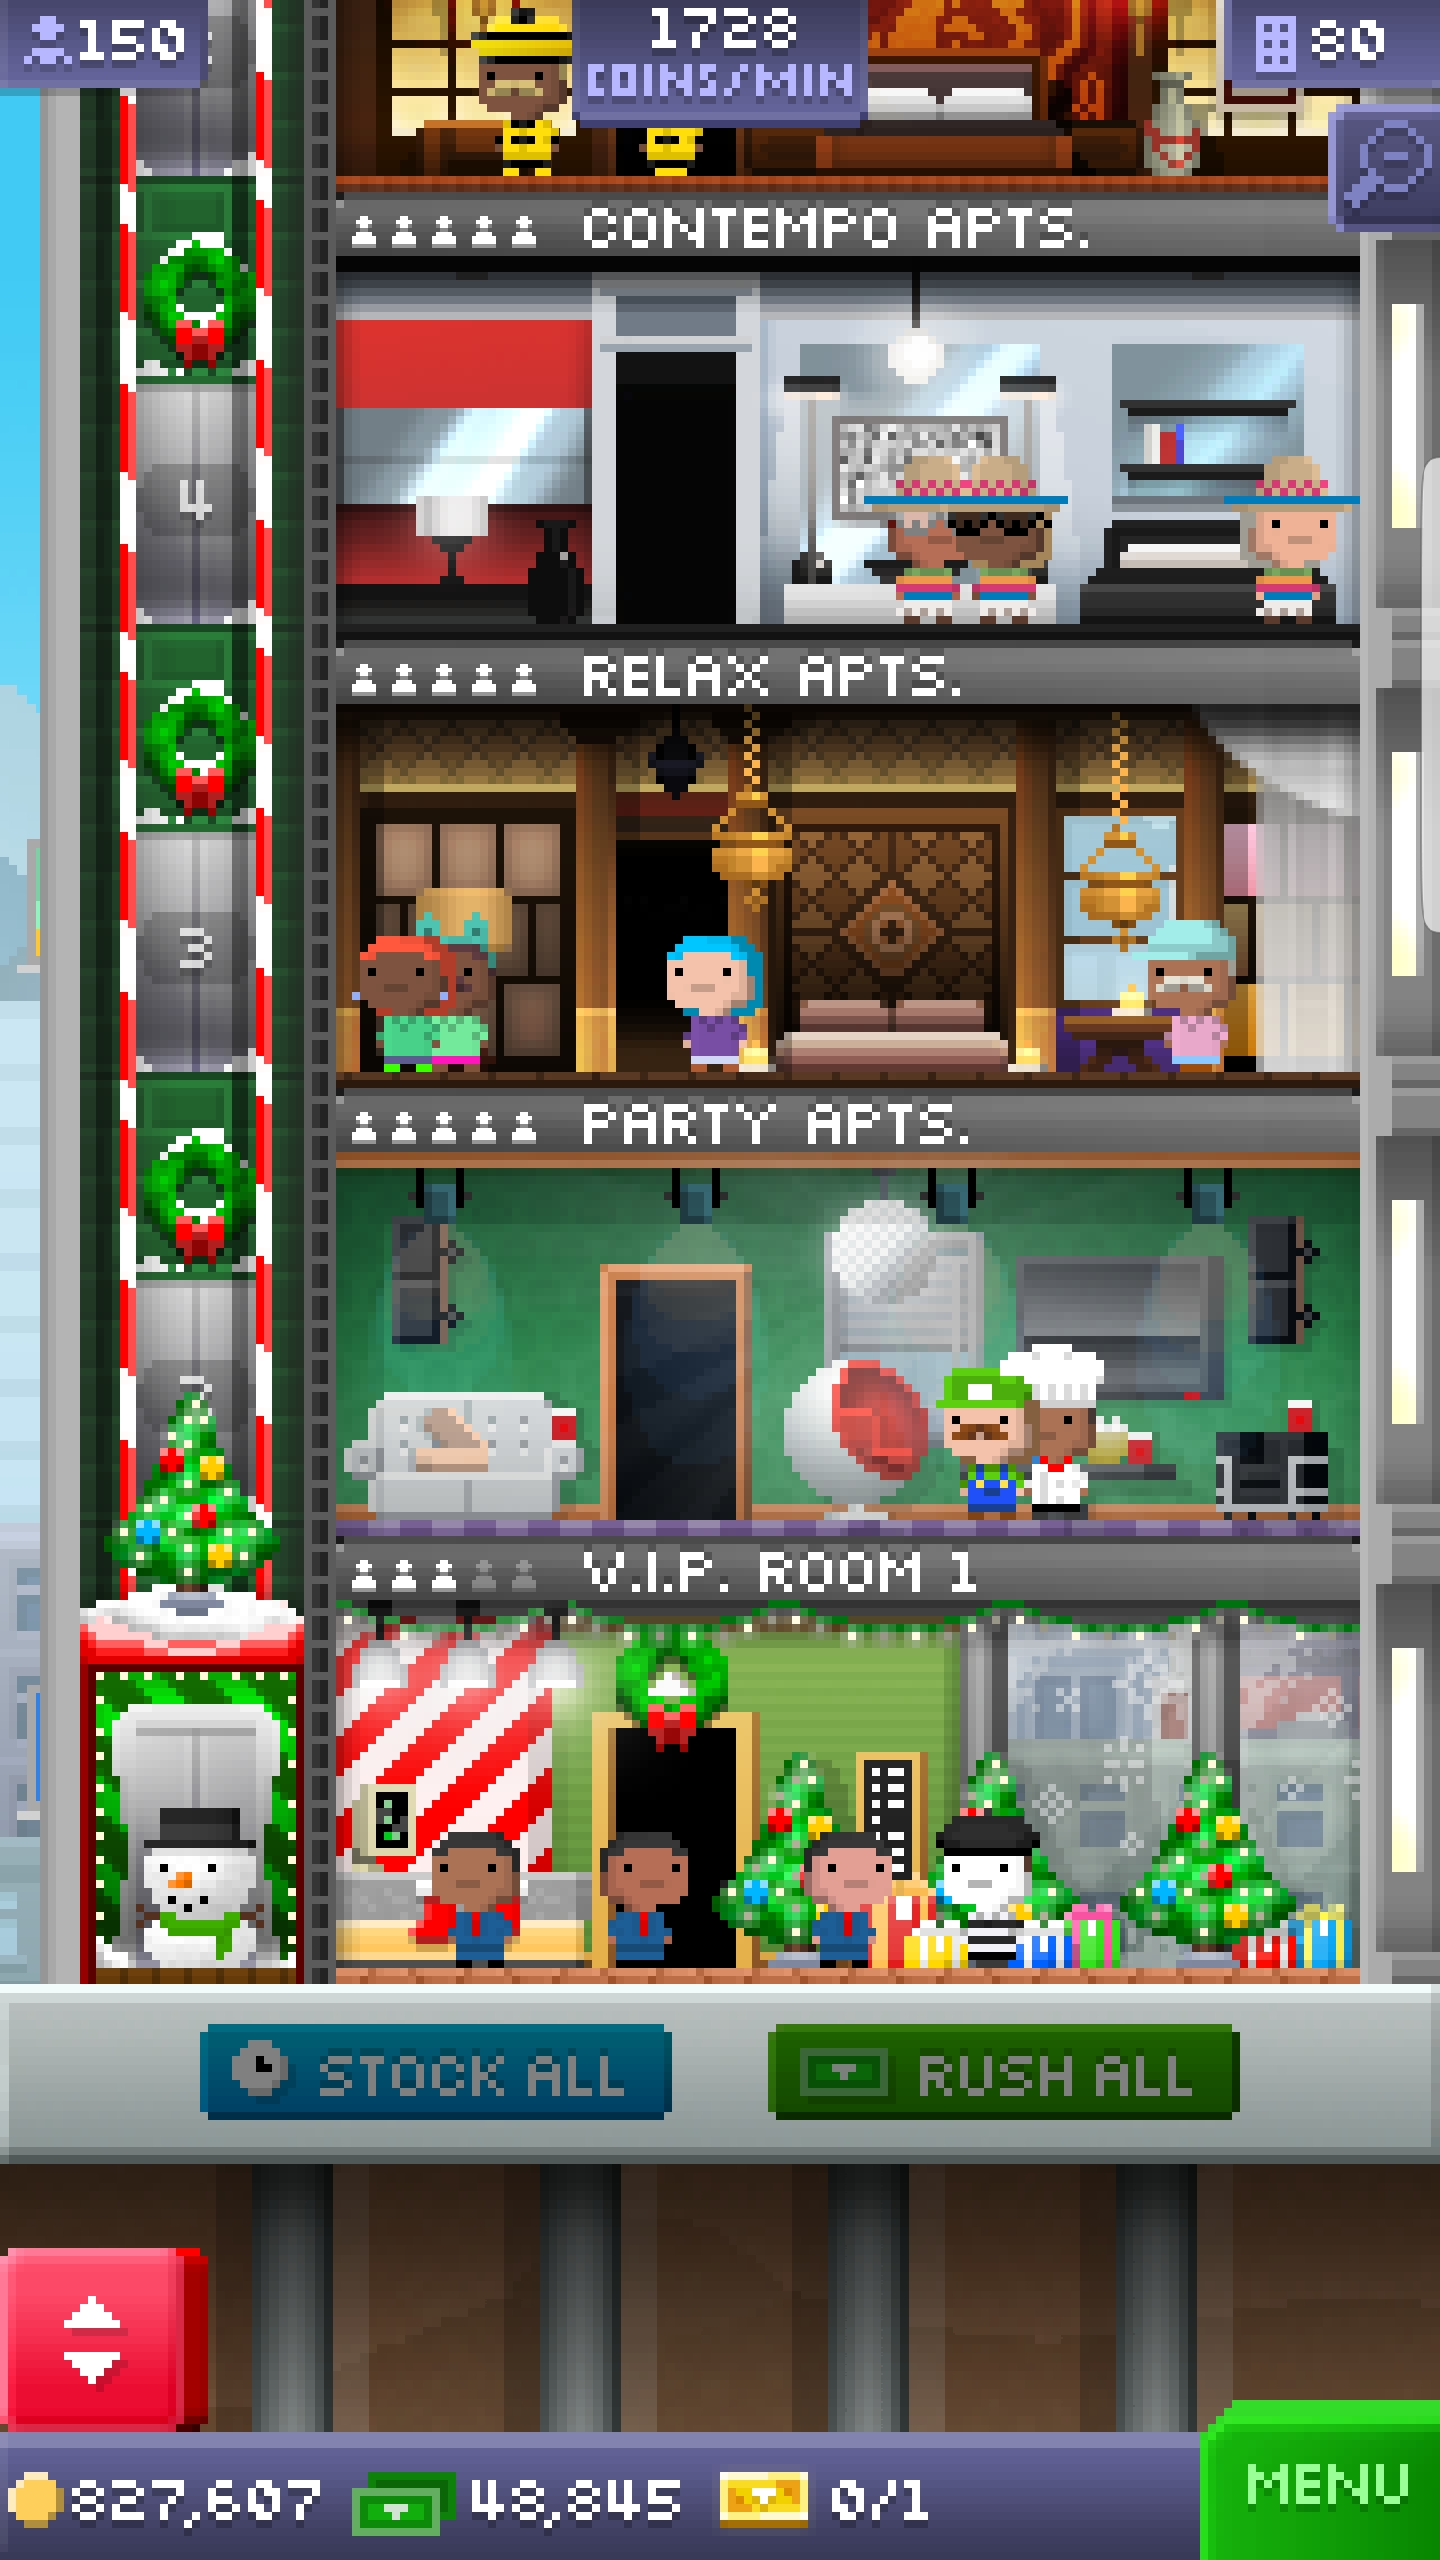 150
1728
COINS/MIN
80
CONTEMPO APTS.
4
RELAX APTS.
3
PARTY APTS.
2
V.I.P. ROOM 1
STOCK ALL
RUSH ALL
827,607
48,845
0/1
MENU